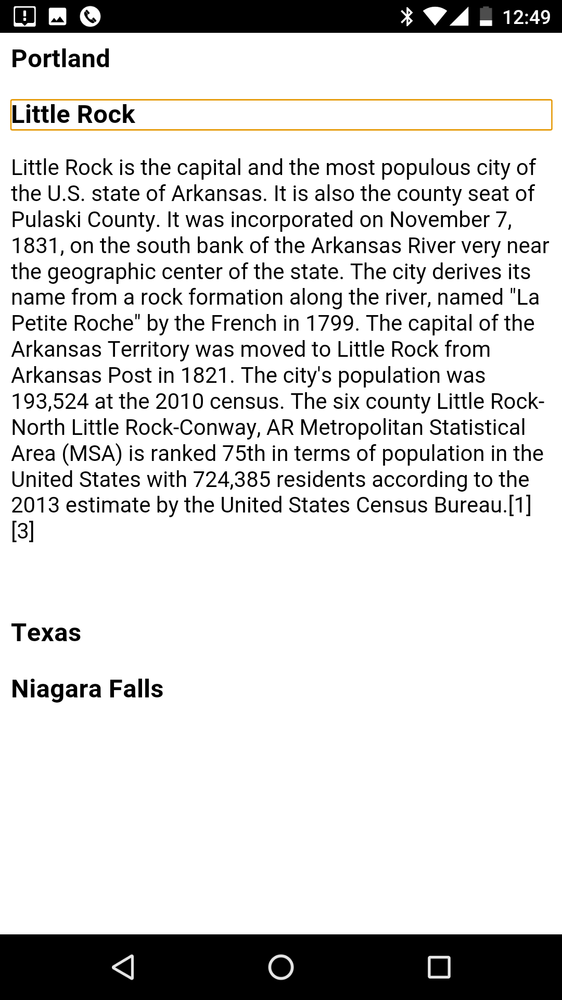 12:49
Portland
Little Rock
Little Rock is the capital and the most populous city of
the U.S. state of Arkansas. It is also the county seat of
Pulaski County. It was incorporated on November 7,
1831, on the south bank of the Arkansas River very near
the geographic center of the state. The city derives its
name from a rock formation along the river, named "La
Petite Roche" by the French in 1799. The capital of the
Arkansas Territory was moved to Little Rock from
Arkansas Post in 1821. The city's population was
193,524 at the 2010 census. The six county Little Rock-
North Little Rock-Conway, AR Metropolitan Statistical
Area (MSA) is ranked 75th in terms of population in the
United States with 724,385 residents according to the
2013 estimate by the United States Census Bureau.[1]
[3]
Texas
Niagara Falls